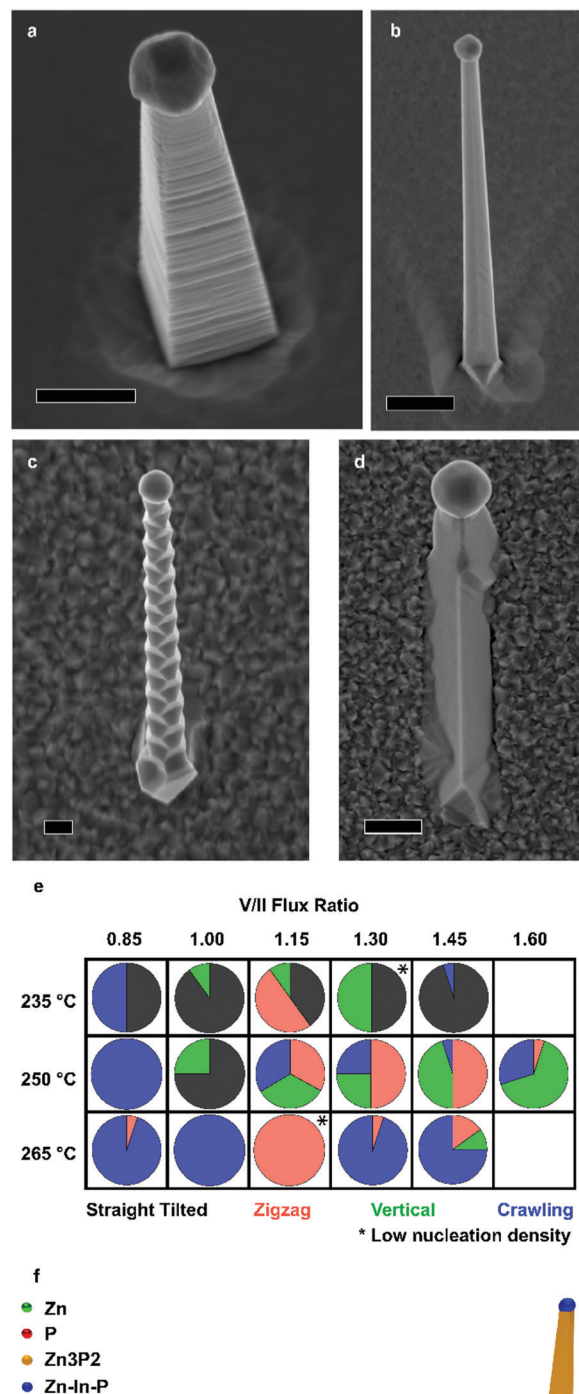 a
b
c
d
e
V/II Flux Ratio
0.85 1.00 1.15 1.30 1.45 1.60
235 °C *
250 °C
265 °C *
Straight Tilted Zigzag Vertical Crawling
* Low nucleation density
f
Zn
P
Zn3P2
Zn-In-P